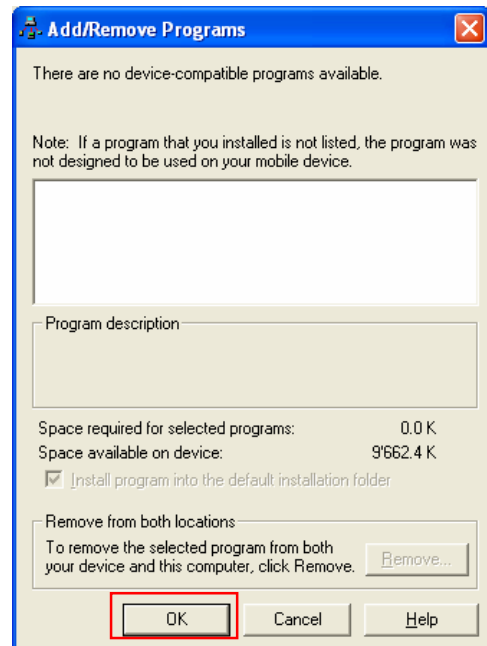 Add/Remove Programs
There are no device-compatible programs available.
Note: If a program that you installed is not listed, the program was
not designed to be used on your mobile device.
Program description
Space required for selected programs: 0.0 K
Space available on device: 9'662.4 K
Install program into the default installation folder
Remove from both locations
To remove the selected program from both
your device and this computer, click Remove.
Remove...
OK Cancel Help